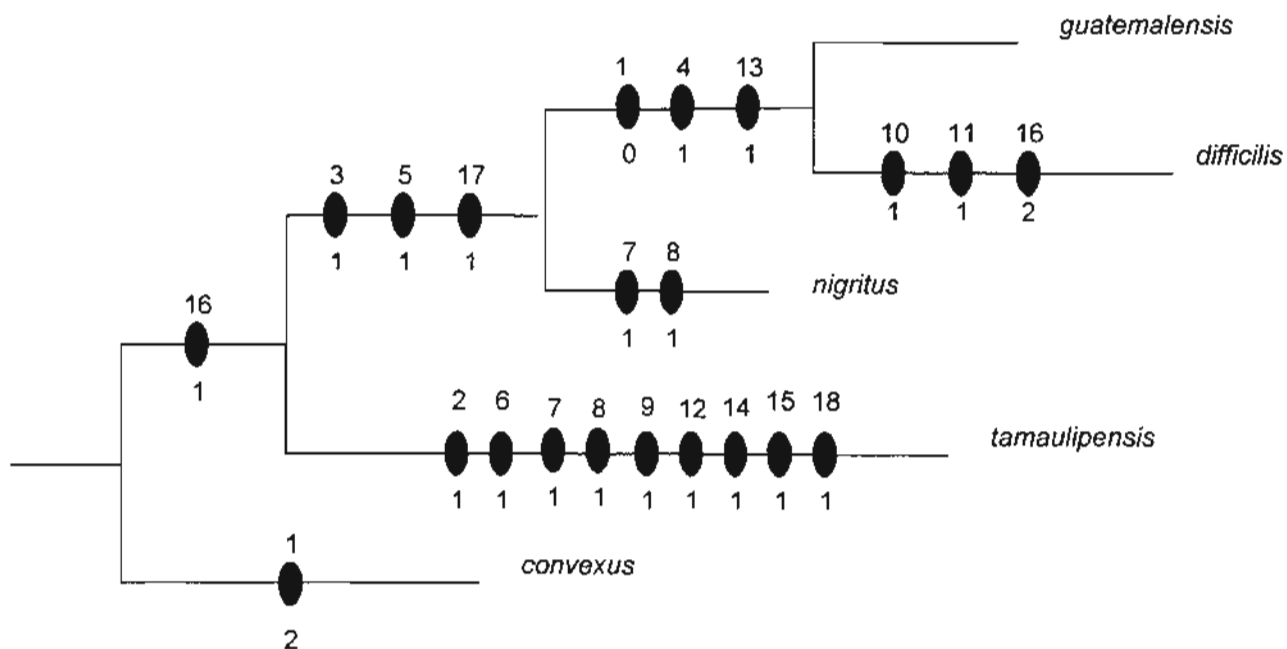 guatemalensis
1 4 13
0 1 1
10 11 16
difficilis
1 1 2
3 5 17
1 1 1
7 8
nigritus
1 1
16
1
2 6 7 8 9 12 14 15 18
tamaulipensis
1 1 1 1 1 1 1 1 1
1
convexus
2